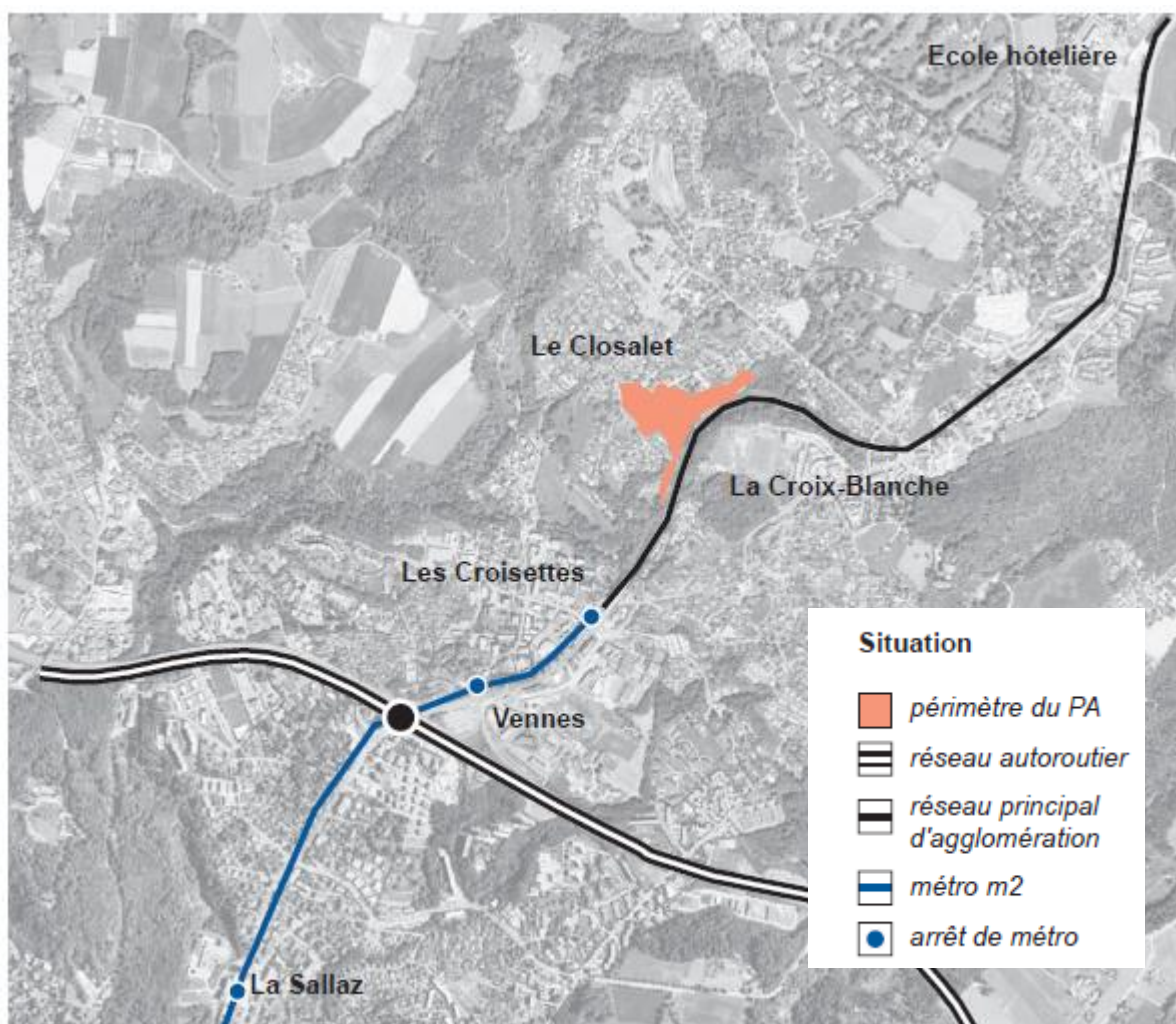 Ecole hôtelière
Le Closalet
La Croix-Blanche
Les Croisettes
Vennes
La Sallaz
Situation
périmètre du PA
réseau autoroutier
réseau principal
d'agglomération
métro m2
arrêt de métro